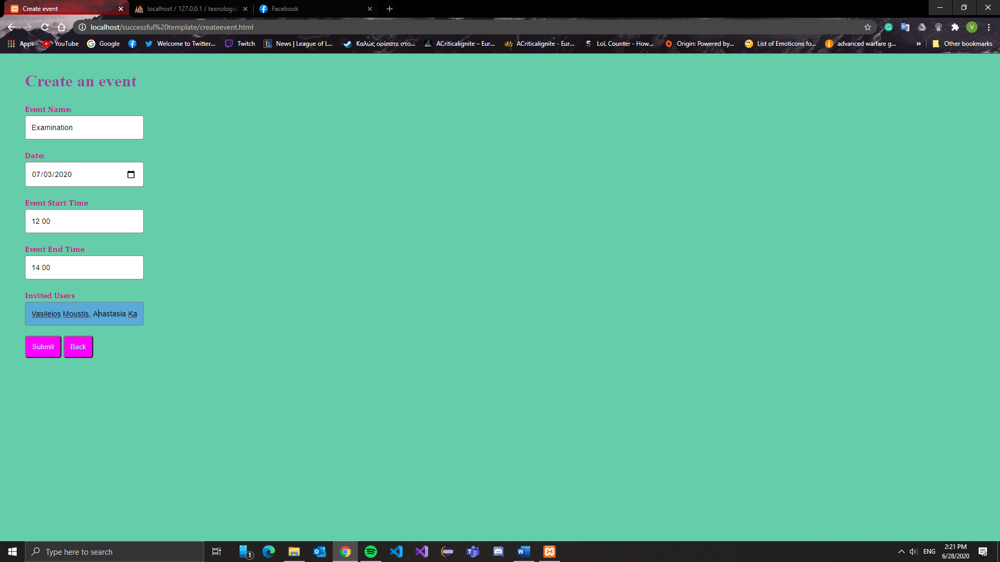 Create event
localhost / 127.0.0.1 / texnologia
Facebook
localhost/successful%20template/createevent.html
V
Apps
YouTube
Google
Welcome to Twitter...
Twitch
News | League of L...
Καλώς ορίσατε στο...
ACriticalignite – Eur...
ACriticalignite - Eur...
S
LoL Counter - How...
Origin: Powered by...
List of Emoticons fo...
advanced warfare g...
»
Other bookmarks
Create an event
Event Name:
Examination
Date:
07/03/2020
Event Start Time
12 00
Event End Time
14 00
Invited Users
Vasileios Moustis, Anastasia Ka
Submit
Back
Type here to search
1
ENG
2:21 PM
6/28/2020